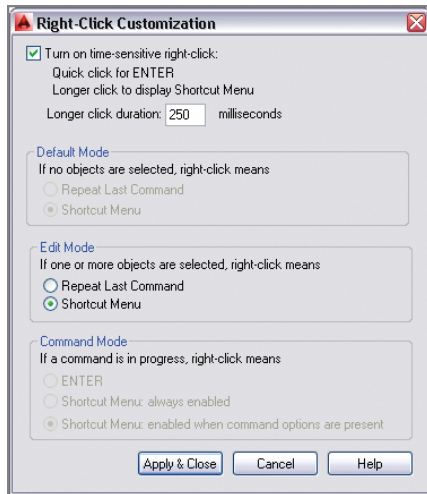 Right-Click Customization
Turn on time-sensitive right-click:
Quick click for ENTER
Longer click to display Shortcut Menu
Longer click duration: 250 milliseconds
Default Mode
If no objects are selected, right-click means
Repeat Last Command
Shortcut Menu
Edit Mode
If one or more objects are selected, right-click means
Repeat Last Command
Shortcut Menu
Command Mode
If a command is in progress, right-click means
ENTER
Shortcut Menu: always enabled
Shortcut Menu: enabled when command options are present
Apply & Close Cancel Help